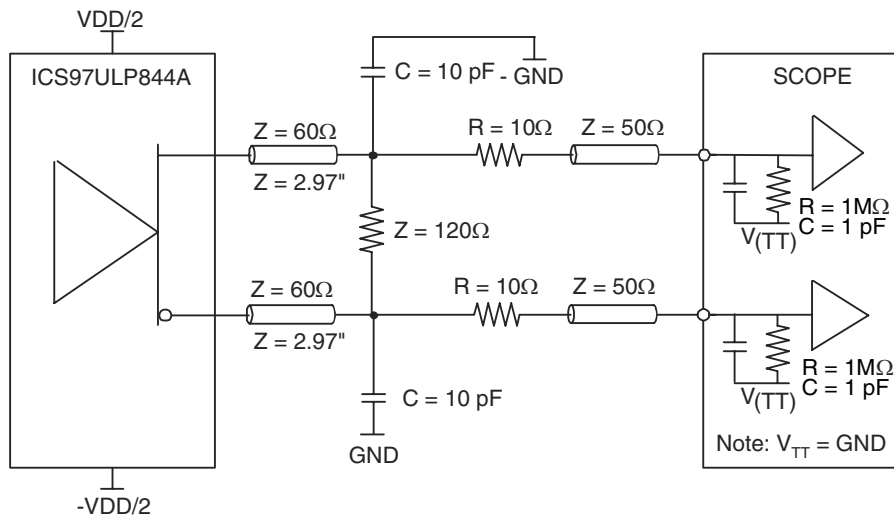 VDD/2
ICS97ULP844A
C = 10 pF
- GND
SCOPE
Z = 60Ω
R = 10Ω
Z = 50Ω
Z = 2.97"
R = 1MΩ
C = 1 pF
V(TT)
Z = 120Ω
Z = 60Ω
R = 10Ω
Z = 50Ω
Z = 2.97"
R = 1MΩ
C = 1 pF
V(TT)
C = 10 pF
GND
Note: VTT = GND
-VDD/2